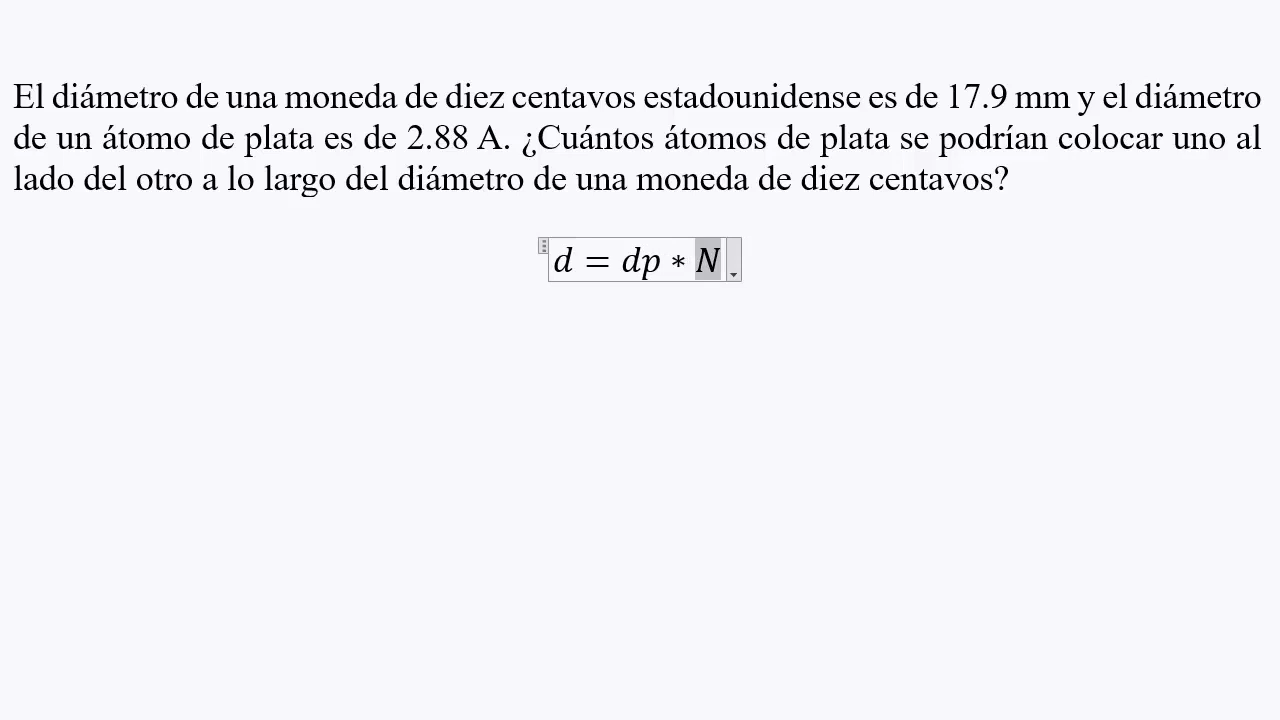 El diámetro de una moneda de diez centavos estadounidense es de 17.9 mm y el diámetro
de un átomo de plata es de 2.88 A. ¿Cuántos átomos de plata se podrían colocar uno al
lado del otro a lo largo del diámetro de una moneda de diez centavos?
d = dp * N